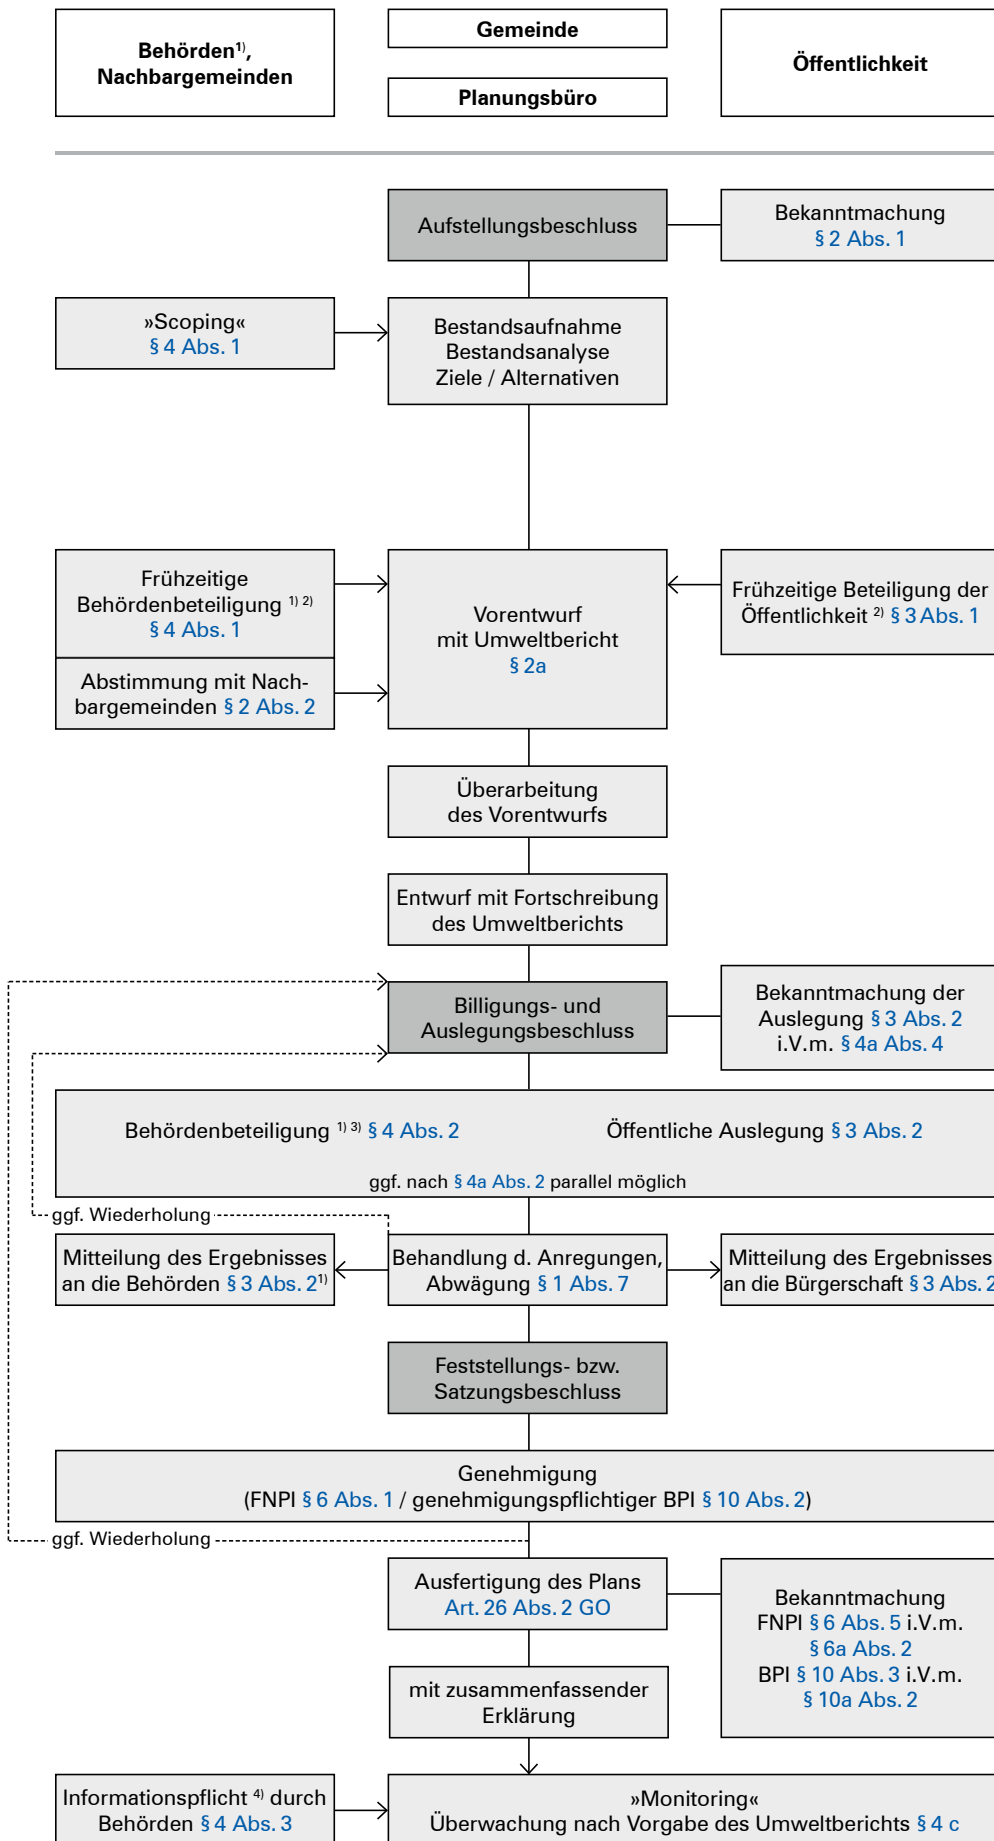 Behörden¹⁾,
Nachbargemeinden
Gemeinde
Planungsbüro
Öffentlichkeit
Aufstellungsbeschluss
Bekanntmachung
§ 2 Abs. 1
»Scoping«
§ 4 Abs. 1
Bestandsaufnahme
Bestandsanalyse
Ziele / Alternativen
Frühzeitige
Behördenbeteiligung ¹⁾ ²⁾
§ 4 Abs. 1
Abstimmung mit Nach-
bargemeinden § 2 Abs. 2
Vorentwurf
mit Umweltbericht
§ 2a
Frühzeitige Beteiligung der
Öffentlichkeit ²⁾ § 3 Abs. 1
Überarbeitung
des Vorentwurfs
Entwurf mit Fortschreibung
des Umweltberichts
Billigungs- und
Auslegungsbeschluss
Bekanntmachung der
Auslegung § 3 Abs. 2
i.V.m. § 4a Abs. 4
Behördenbeteiligung ¹⁾ ³⁾ § 4 Abs. 2
Öffentliche Auslegung § 3 Abs. 2
ggf. nach § 4a Abs. 2 parallel möglich
ggf. Wiederholung
Mitteilung des Ergebnisses
an die Behörden § 3 Abs. 2¹⁾
Behandlung d. Anregungen,
Abwägung § 1 Abs. 7
Mitteilung des Ergebnisses
an die Bürgerschaft § 3 Abs. 2
Feststellungs- bzw.
Satzungsbeschluss
Genehmigung
(FNPl § 6 Abs. 1 / genehmigungspflichtiger BPl § 10 Abs. 2)
ggf. Wiederholung
Ausfertigung des Plans
Art. 26 Abs. 2 GO
Bekanntmachung
FNPl § 6 Abs. 5 i.V.m.
§ 6a Abs. 2
BPl § 10 Abs. 3 i.V.m.
§ 10a Abs. 2
mit zusammenfassender
Erklärung
Informationspflicht ⁴⁾ durch
Behörden § 4 Abs. 3
»Monitoring«
Überwachung nach Vorgabe des Umweltberichts § 4 c